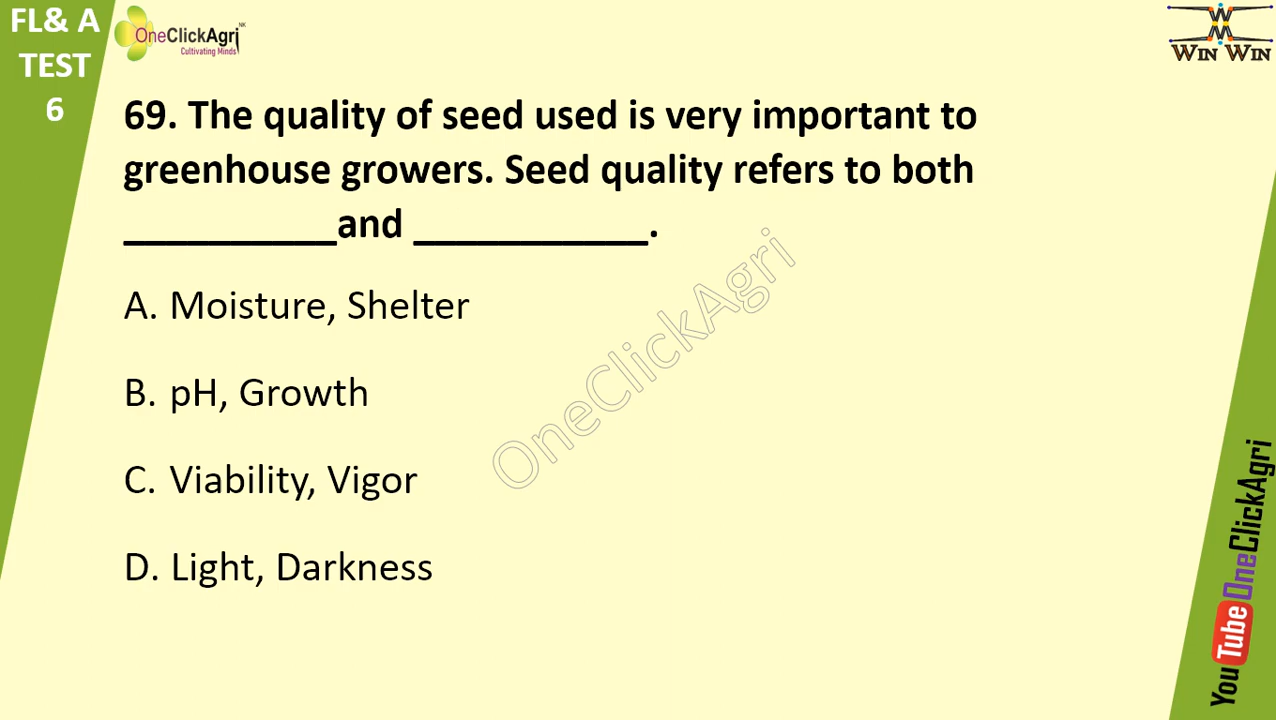 FL& A
TEST
6
OneClickAgri NK
Cultivating Minds
WIN WIN
69. The quality of seed used is very important to
greenhouse growers. Seed quality refers to both
__________and ___________.
A. Moisture, Shelter
B. pH, Growth
C. Viability, Vigor
D. Light, Darkness
OneClickAgri
YouTube OneClickAgri